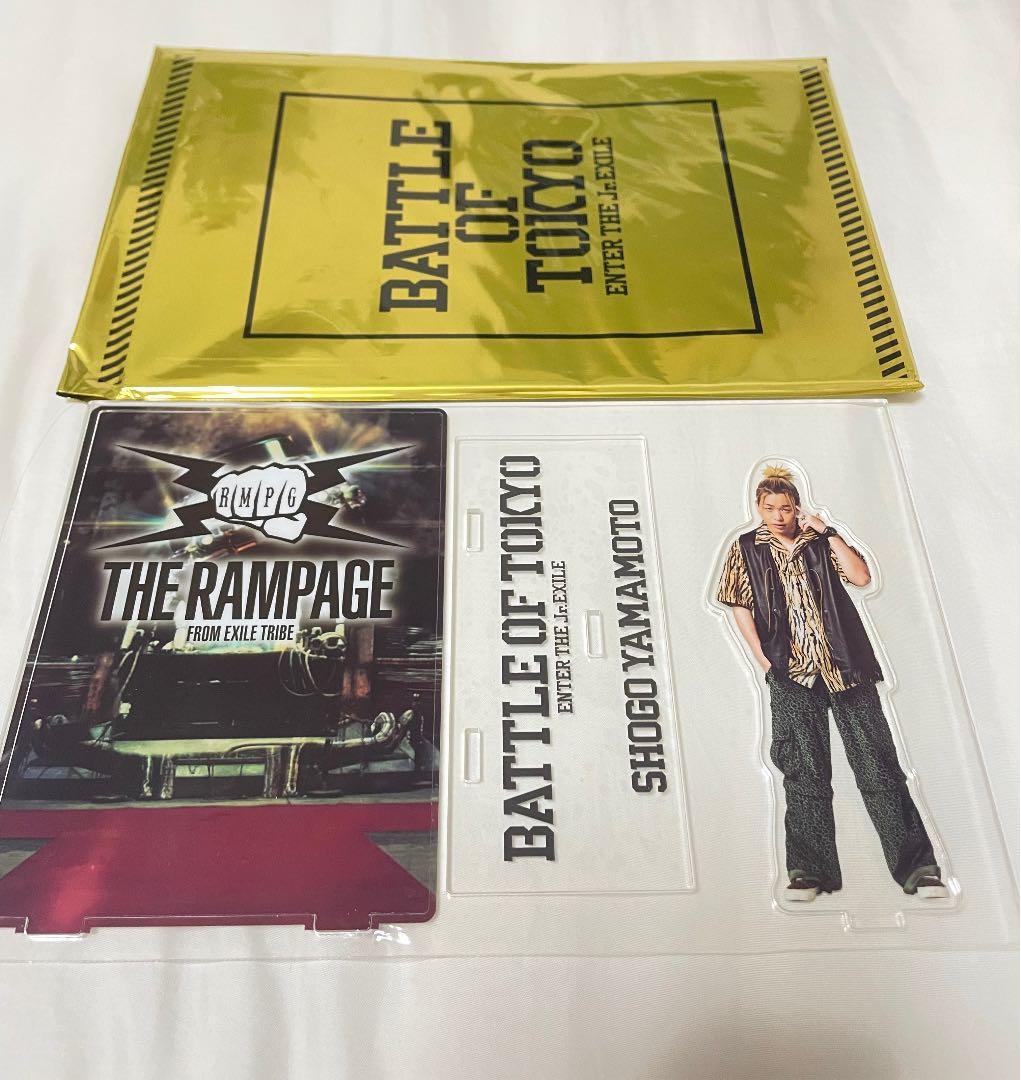 BATTLE
OF
TOKYO
ENTER THE Jr.EXILE
RMPG
THE RAMPAGE
FROM EXILE TRIBE
BATTLE OF TOKYO
ENTER THE Jr.EXILE
SHOGO YAMAMOTO